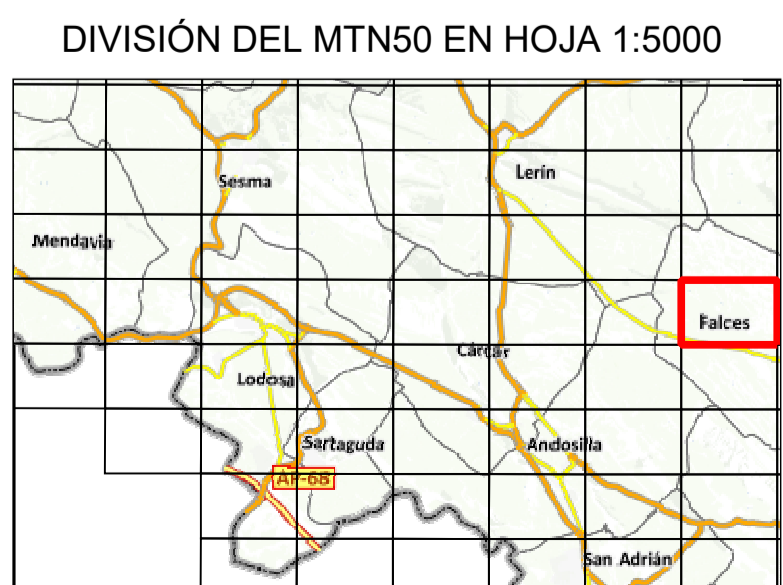 DIVISIÓN DEL MTN50 EN HOJA 1:5000
Lerín
Sesma
Mendavia
Falces
Cárcar
Lodosa
Sartaguda
Andosilla
AP-68
San Adrián